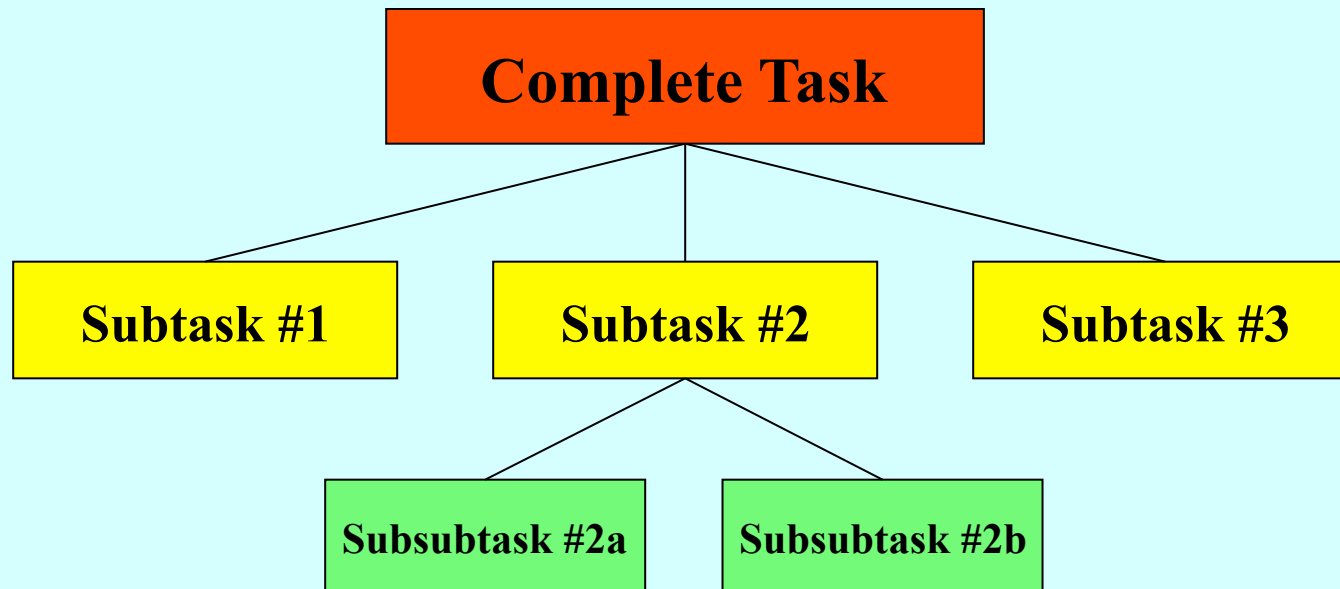 Complete Task
Subtask #1
Subtask #2
Subtask #3
Subsubtask #2a
Subsubtask #2b